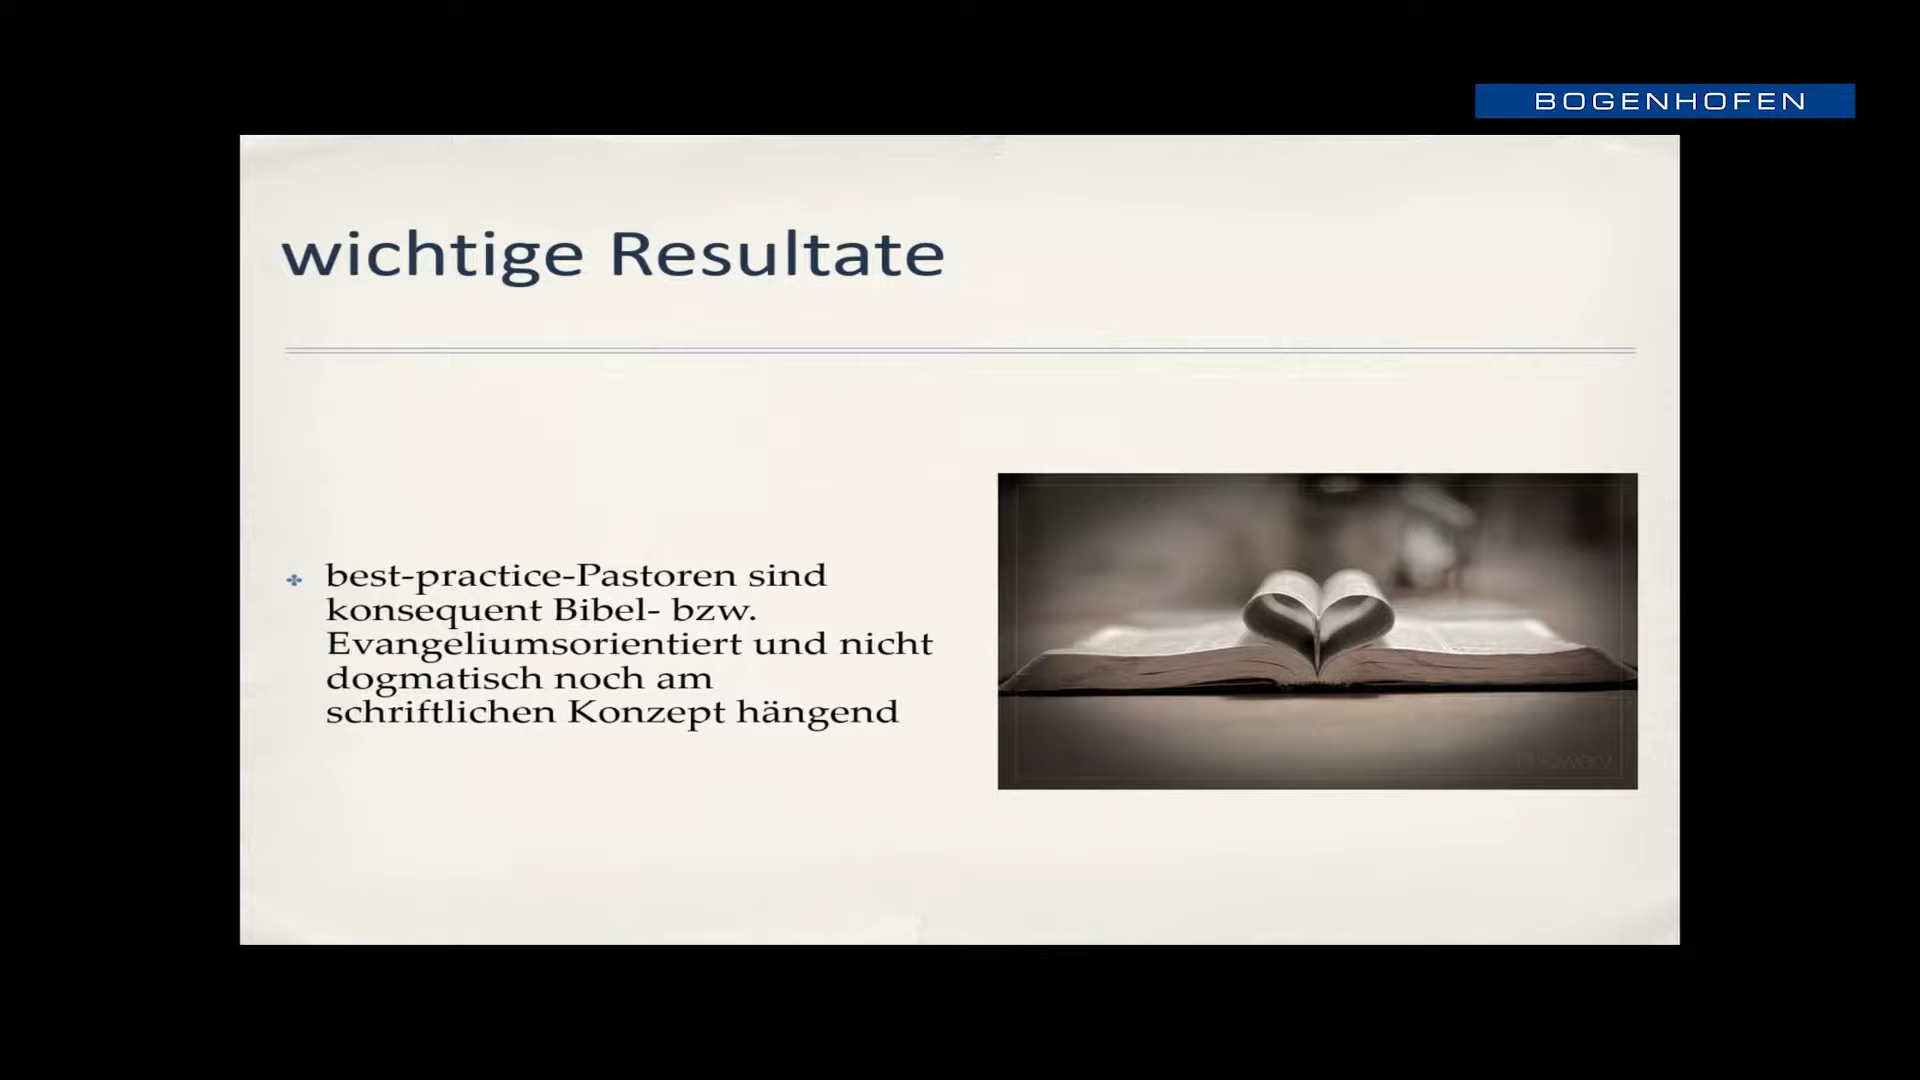 BOGENHOFEN
wichtige Resultate
best-practice-Pastoren sind
konsequent Bibel- bzw.
Evangeliumsorientiert und nicht
dogmatisch noch am
schriftlichen Konzept hängend